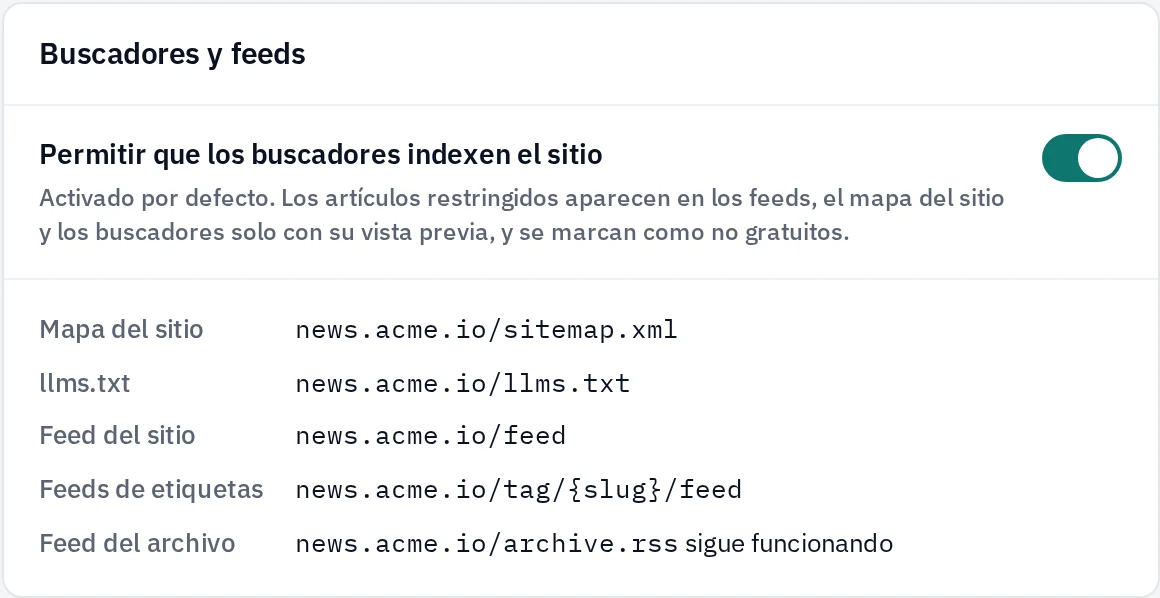 Buscadores y feeds
Permitir que los buscadores indexen el sitio
Activado por defecto. Los artículos restringidos aparecen en los feeds, el mapa del sitio
y los buscadores solo con su vista previa, y se marcan como no gratuitos.
Mapa del sitio news.acme.io/sitemap.xml
llms.txt news.acme.io/llms.txt
Feed del sitio news.acme.io/feed
Feeds de etiquetas news.acme.io/tag/{slug}/feed
Feed del archivo news.acme.io/archive.rss sigue funcionando